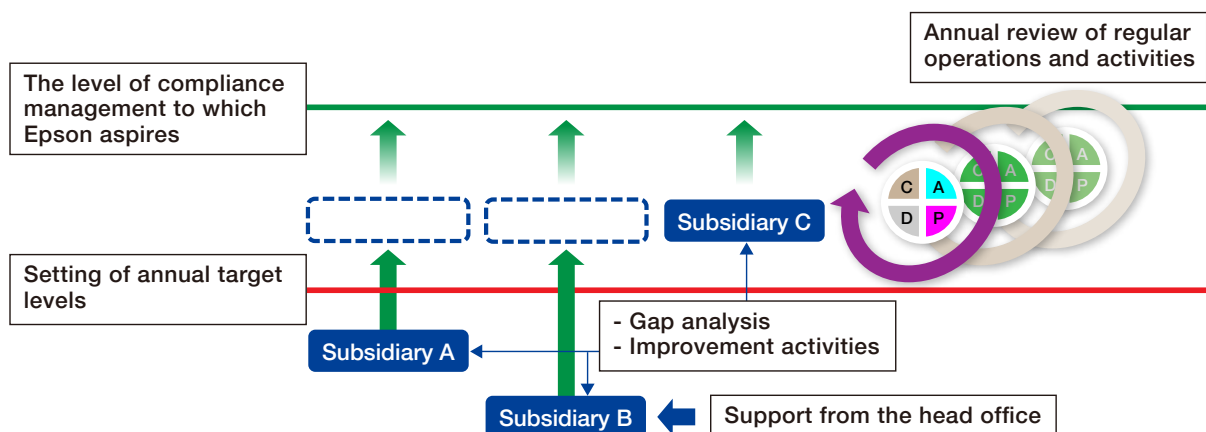 Annual review of regular
operations and activities
The level of compliance
management to which
Epson aspires
C A
D P
C A
D P
C A
D P
Subsidiary C
Setting of annual target
levels
- Gap analysis
- Improvement activities
Subsidiary A
Subsidiary B
Support from the head office